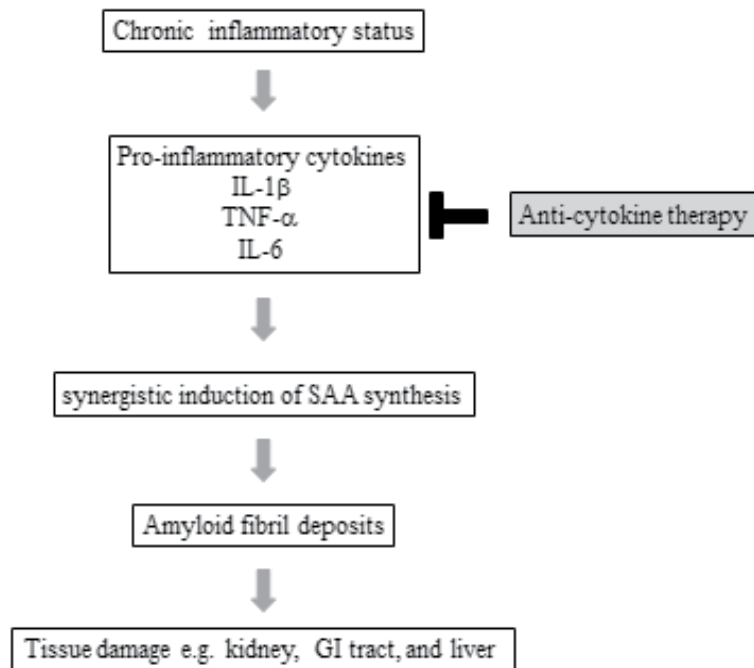 Chronic inflammatory status
Pro-inflammatory cytokines
IL-1β
TNF-α
IL-6
Anti-cytokine therapy
synergistic induction of SAA synthesis
Amyloid fibril deposits
Tissue damage e.g. kidney, GI tract, and liver